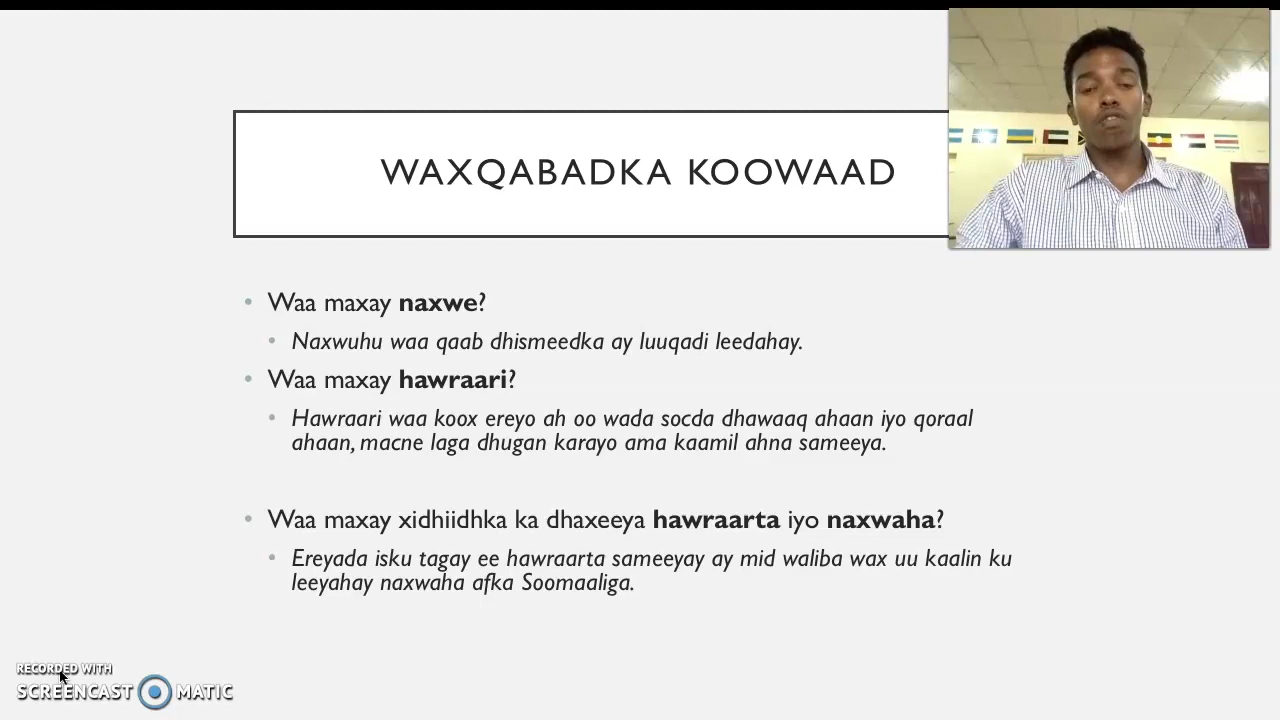 WAXQABADKA KOOWAAD
• Waa maxay naxwe?
• Naxwuhu waa qaab dhismeedka ay luuqadi leedahay.
• Waa maxay hawraari?
• Hawraari waa koox ereyo ah oo wada socda dhawaaq ahaan iyo qoraal
ahaan, macne laga dhugan karayo ama kaamil ahna sameeya.
• Waa maxay xidhiidhka ka dhaxeeya hawraarta iyo naxwaha?
• Ereyada isku tagay ee hawraarta sameeyay ay mid waliba wax uu kaalin ku
leeyahay naxwaha afka Soomaaliga.
RECORDED WITH
SCREENCAST MATIC